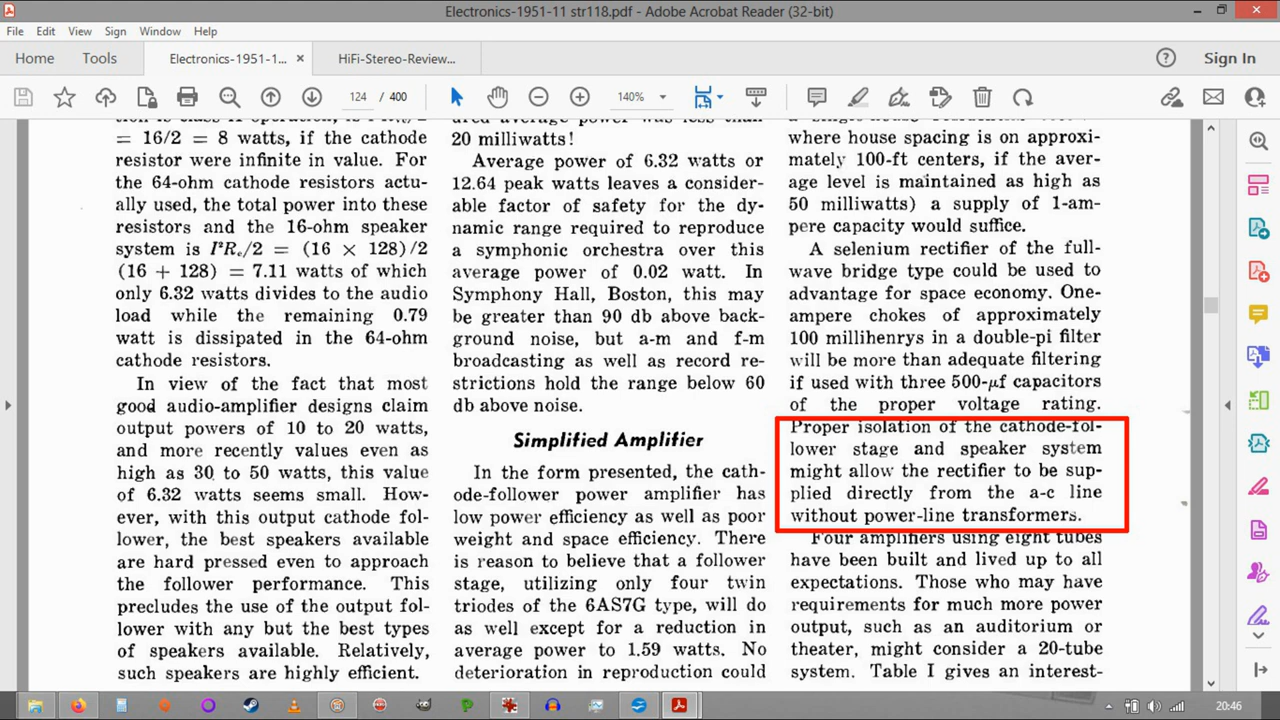 Electronics-1951-11 str118.pdf - Adobe Acrobat Reader (32-bit)
File Edit View Sign Window Help
Home Tools Electronics-1951-1... × HiFi-Stereo-Review... Sign In
124 / 400 140%
= 16/2 = 8 watts, if the cathode
resistor were infinite in value. For
the 64-ohm cathode resistors actu-
ally used, the total power into these
resistors and the 16-ohm speaker
system is I²Rₑ/2 = (16 × 128)/2
(16 + 128) = 7.11 watts of which
only 6.32 watts divides to the audio
load while the remaining 0.79
watt is dissipated in the 64-ohm
cathode resistors.
In view of the fact that most
good audio-amplifier designs claim
output powers of 10 to 20 watts,
and more recently values even as
high as 30 to 50 watts, this value
of 6.32 watts seems small. How-
ever, with this output cathode fol-
lower, the best speakers available
are hard pressed even to approach
the follower performance. This
precludes the use of the output fol-
lower with any but the best types
of speakers available. Relatively,
such speakers are highly efficient.
ured average power was less than
20 milliwatts!
Average power of 6.32 watts or
12.64 peak watts leaves a consider-
able factor of safety for the dy-
namic range required to reproduce
a symphonic orchestra over this
average power of 0.02 watt. In
Symphony Hall, Boston, this may
be greater than 90 db above back-
ground noise, but a-m and f-m
broadcasting as well as record re-
strictions hold the range below 60
db above noise.
Simplified Amplifier
In the form presented, the cath-
ode-follower power amplifier has
low power efficiency as well as poor
weight and space efficiency. There
is reason to believe that a follower
stage, utilizing only four twin
triodes of the 6AS7G type, will do
as well except for a reduction in
average power to 1.59 watts. No
deterioration in reproduction could
where house spacing is on approxi-
mately 100-ft centers, if the aver-
age level is maintained as high as
50 milliwatts) a supply of 1-am-
pere capacity would suffice.
A selenium rectifier of the full-
wave bridge type could be used to
advantage for space economy. One-
ampere chokes of approximately
100 millihenrys in a double-pi filter
will be more than adequate filtering
if used with three 500-μf capacitors
of the proper voltage rating.
Proper isolation of the cathode-fol-
lower stage and speaker system
might allow the rectifier to be sup-
plied directly from the a-c line
without power-line transformers.
Four amplifiers using eight tubes
have been built and lived up to all
expectations. Those who may have
requirements for much more power
output, such as an auditorium or
theater, might consider a 20-tube
system. Table I gives an interest-
20:46